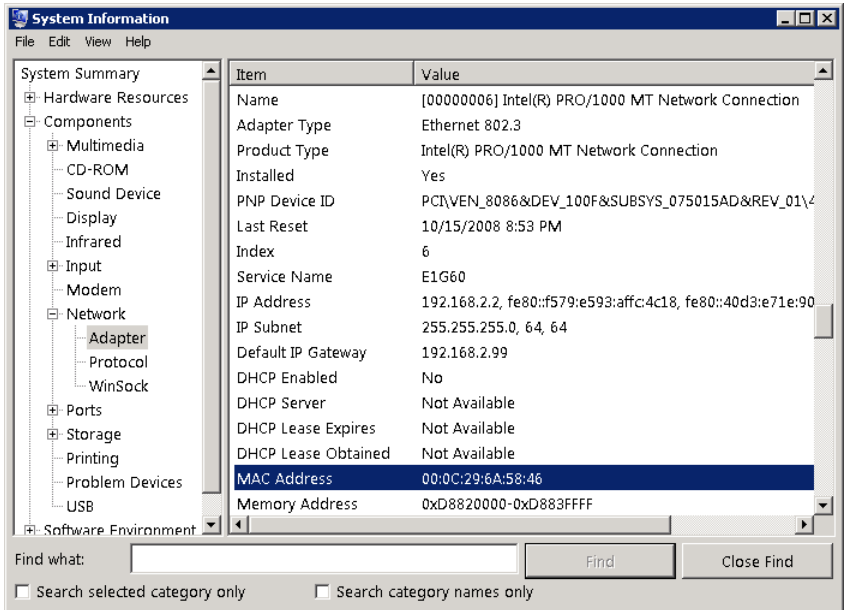 System Information
File Edit View Help
System Summary
Hardware Resources
Components
Multimedia
CD-ROM
Sound Device
Display
Infrared
Input
Modem
Network
Adapter
Protocol
WinSock
Ports
Storage
Printing
Problem Devices
USB
Software Environment
Item Value
Name [00000006] Intel(R) PRO/1000 MT Network Connection
Adapter Type Ethernet 802.3
Product Type Intel(R) PRO/1000 MT Network Connection
Installed Yes
PNP Device ID PCI\VEN_8086&DEV_100F&SUBSYS_075015AD&REV_01\4
Last Reset 10/15/2008 8:53 PM
Index 6
Service Name E1G60
IP Address 192.168.2.2, fe80::f579:e593:affc:4c18, fe80::40d3:e71e:90
IP Subnet 255.255.255.0, 64, 64
Default IP Gateway 192.168.2.99
DHCP Enabled No
DHCP Server Not Available
DHCP Lease Expires Not Available
DHCP Lease Obtained Not Available
MAC Address 00:0C:29:6A:58:46
Memory Address 0xD8820000-0xD883FFFF
Find what: Find Close Find
Search selected category only Search category names only